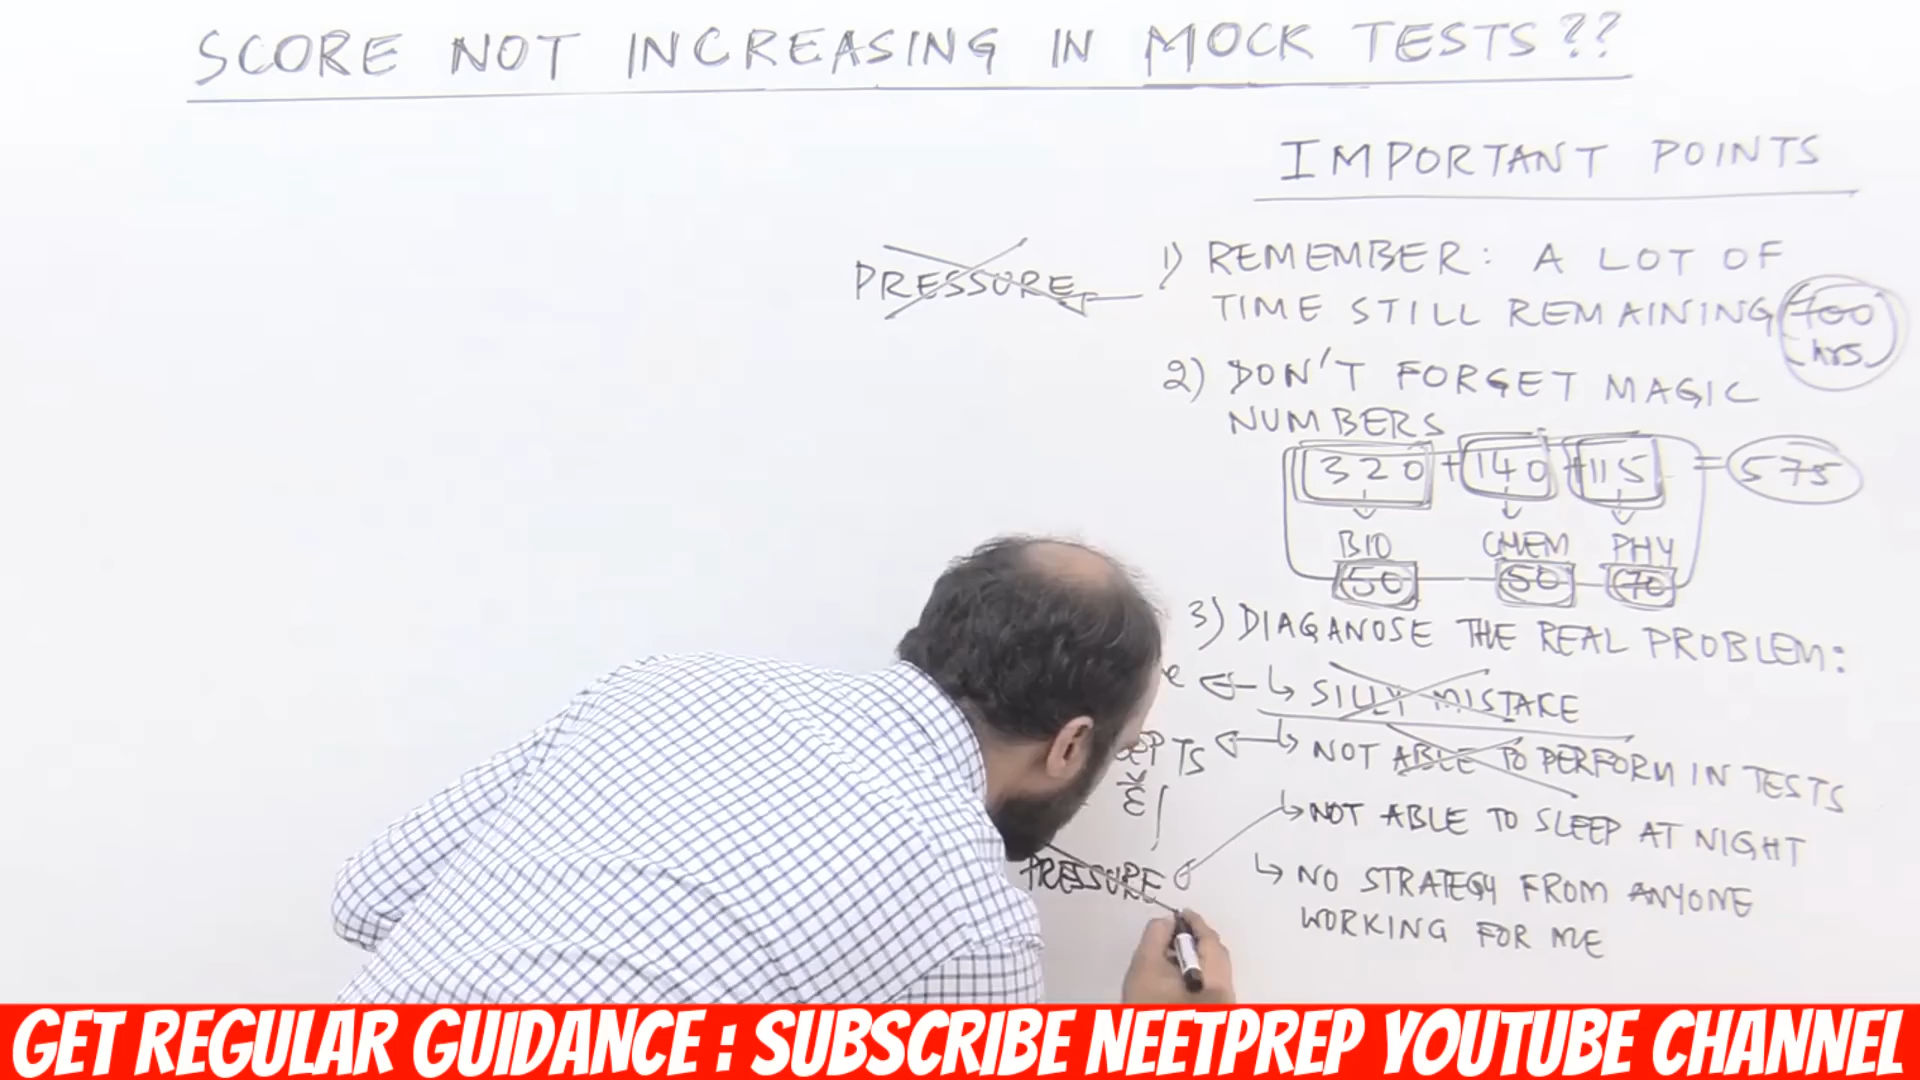 SCORE NOT INCREASING IN MOCK TESTS??
IMPORTANT POINTS
PRESSURE
1) REMEMBER: A LOT OF
TIME STILL REMAINING 400
hrs
2) DON'T FORGET MAGIC
NUMBERS
320 + 140 + 115 = 575
BIO CHEM PHY
50 50 70
3) DIAGANOSE THE REAL PROBLEM:
SILLY MISTAKE
NOT ABLE TO PERFORM IN TESTS
NOT ABLE TO SLEEP AT NIGHT
PRESSURE
NO STRATEGY FROM ANYONE
WORKING FOR ME
GET REGULAR GUIDANCE : SUBSCRIBE NEETPREP YOUTUBE CHANNEL